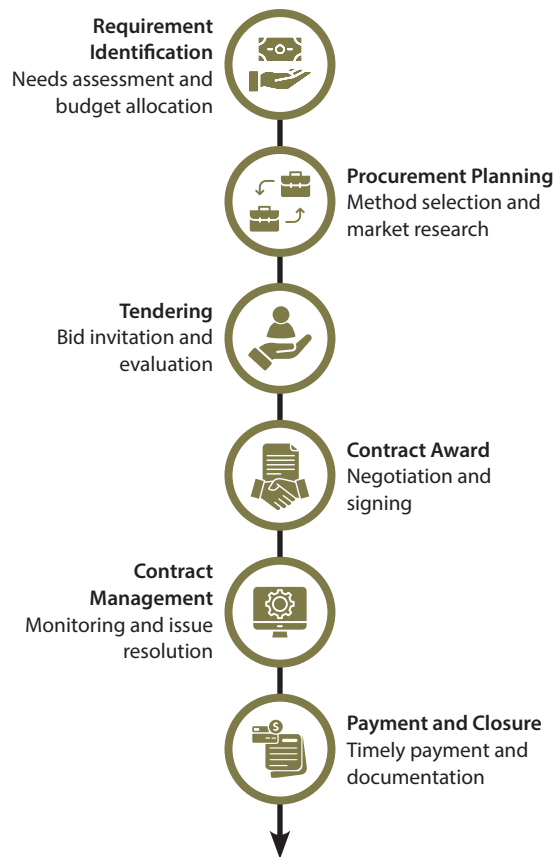 Requirement
Identification
Needs assessment and
budget allocation
Procurement Planning
Method selection and
market research
Tendering
Bid invitation and
evaluation
Contract Award
Negotiation and
signing
Contract
Management
Monitoring and issue
resolution
$
Payment and Closure
Timely payment and
documentation